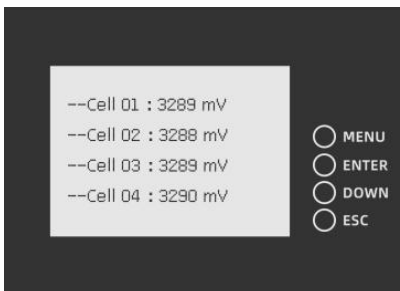 --Cell 01 : 3289 mV
--Cell 02 : 3288 mV
--Cell 03 : 3289 mV
--Cell 04 : 3290 mV
MENU
ENTER
DOWN
ESC